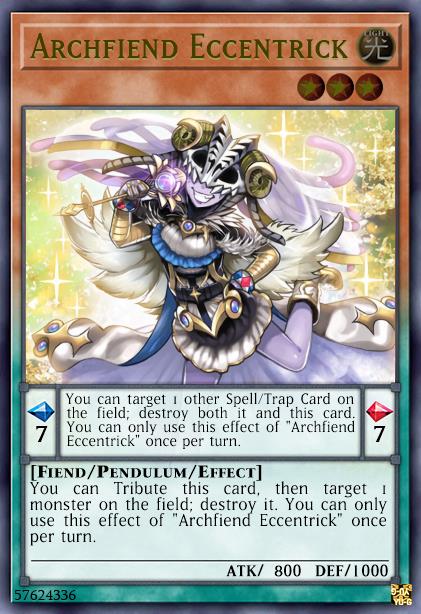 Archfiend Eccentrick
LIGHT
光
You can target 1 other Spell/Trap Card on
the field; destroy both it and this card.
You can only use this effect of "Archfiend
Eccentrick" once per turn.
7
7
[Fiend/Pendulum/Effect]
You can Tribute this card, then target 1
monster on the field; destroy it. You can only
use this effect of "Archfiend Eccentrick" once
per turn.
ATK/ 800 DEF/1000
57624336